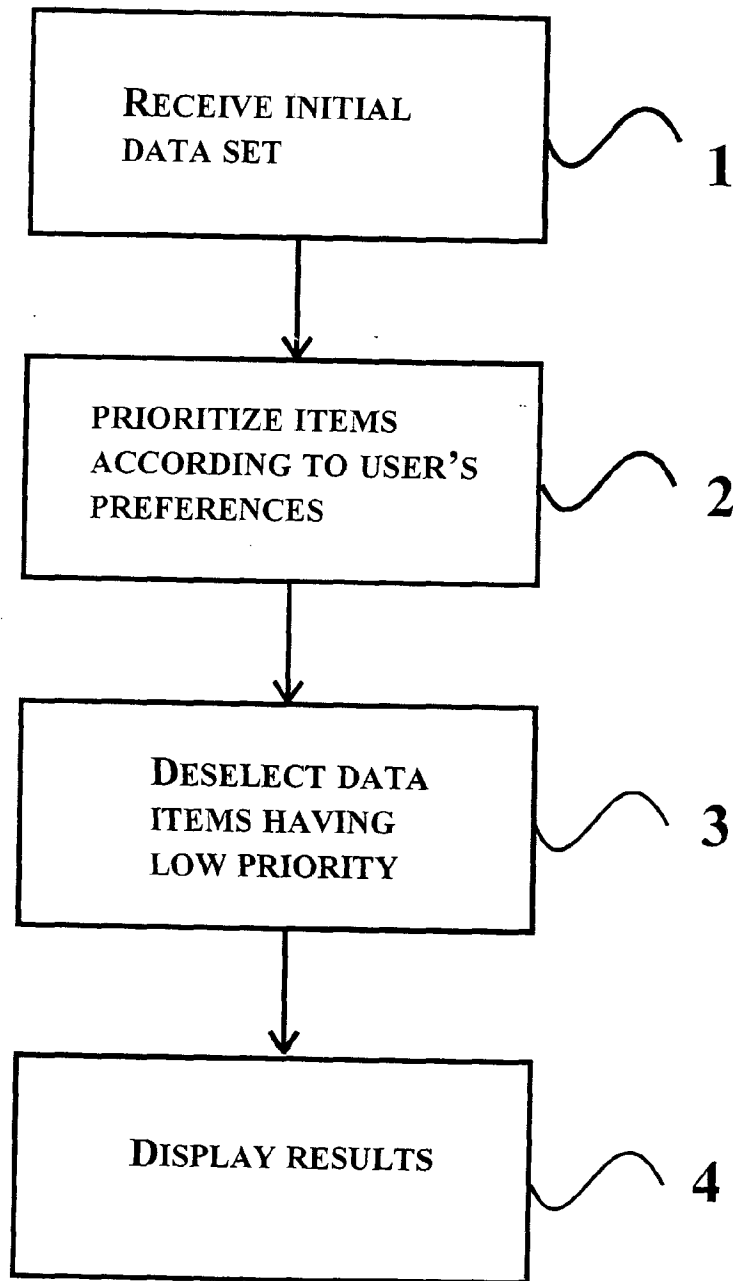 RECEIVE INITIAL
DATA SET
1
PRIORITIZE ITEMS
ACCORDING TO USER'S
PREFERENCES
2
DESELECT DATA
ITEMS HAVING
LOW PRIORITY
3
DISPLAY RESULTS
4